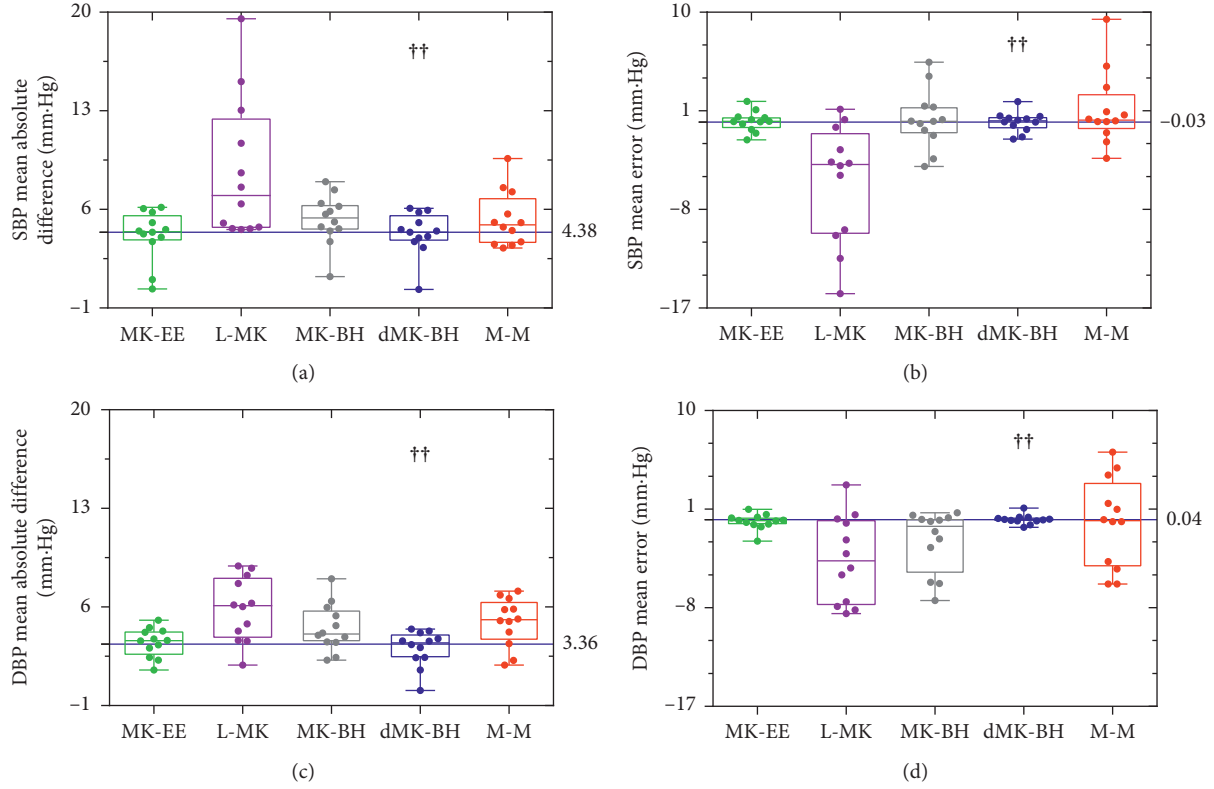 SBP mean absolute
difference (mm·Hg)
20
13
6
−1
††
4.38
MK-EE L-MK MK-BH dMK-BH M-M
(a)
SBP mean error (mm·Hg)
10
1
−8
−17
††
−0.03
MK-EE L-MK MK-BH dMK-BH M-M
(b)
DBP mean absolute difference
(mm·Hg)
20
13
6
−1
††
3.36
MK-EE L-MK MK-BH dMK-BH M-M
(c)
DBP mean error (mm·Hg)
10
1
−8
−17
††
0.04
MK-EE L-MK MK-BH dMK-BH M-M
(d)